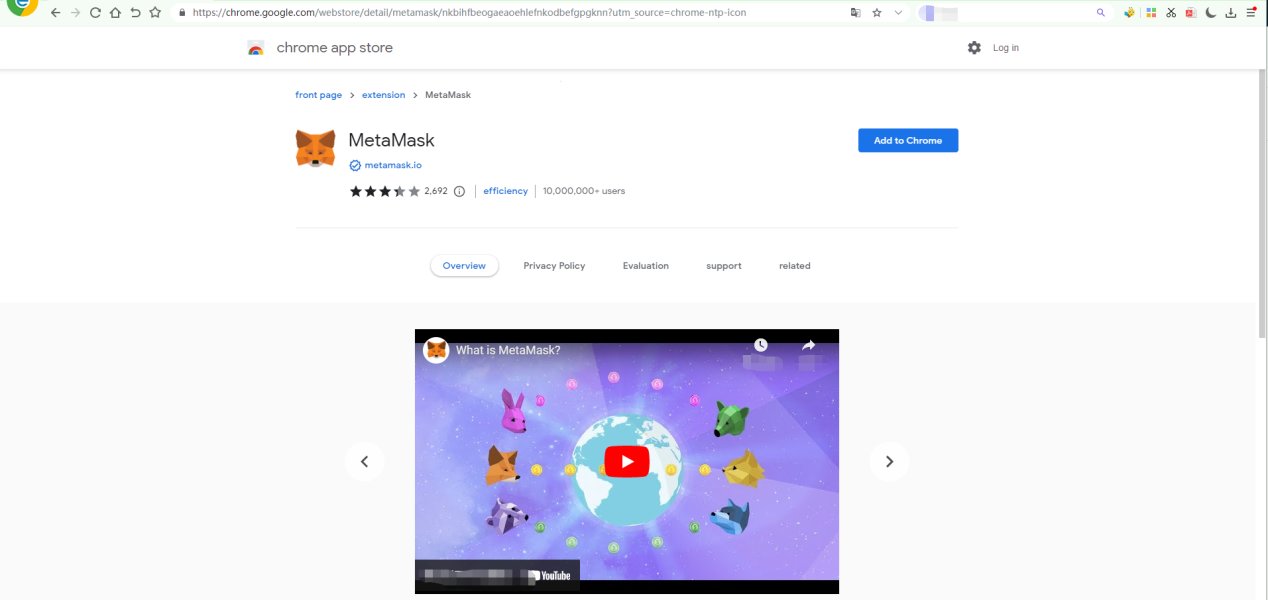 https://chrome.google.com/webstore/detail/metamask/nkbihfbeogaeaoehlefnkodbefgpgknn?utm_source=chrome-ntp-icon
chrome app store
Log in
front page > extension > MetaMask
MetaMask
Add to Chrome
metamask.io
2,692 efficiency 10,000,000+ users
Overview Privacy Policy Evaluation support related
What is MetaMask?
YouTube